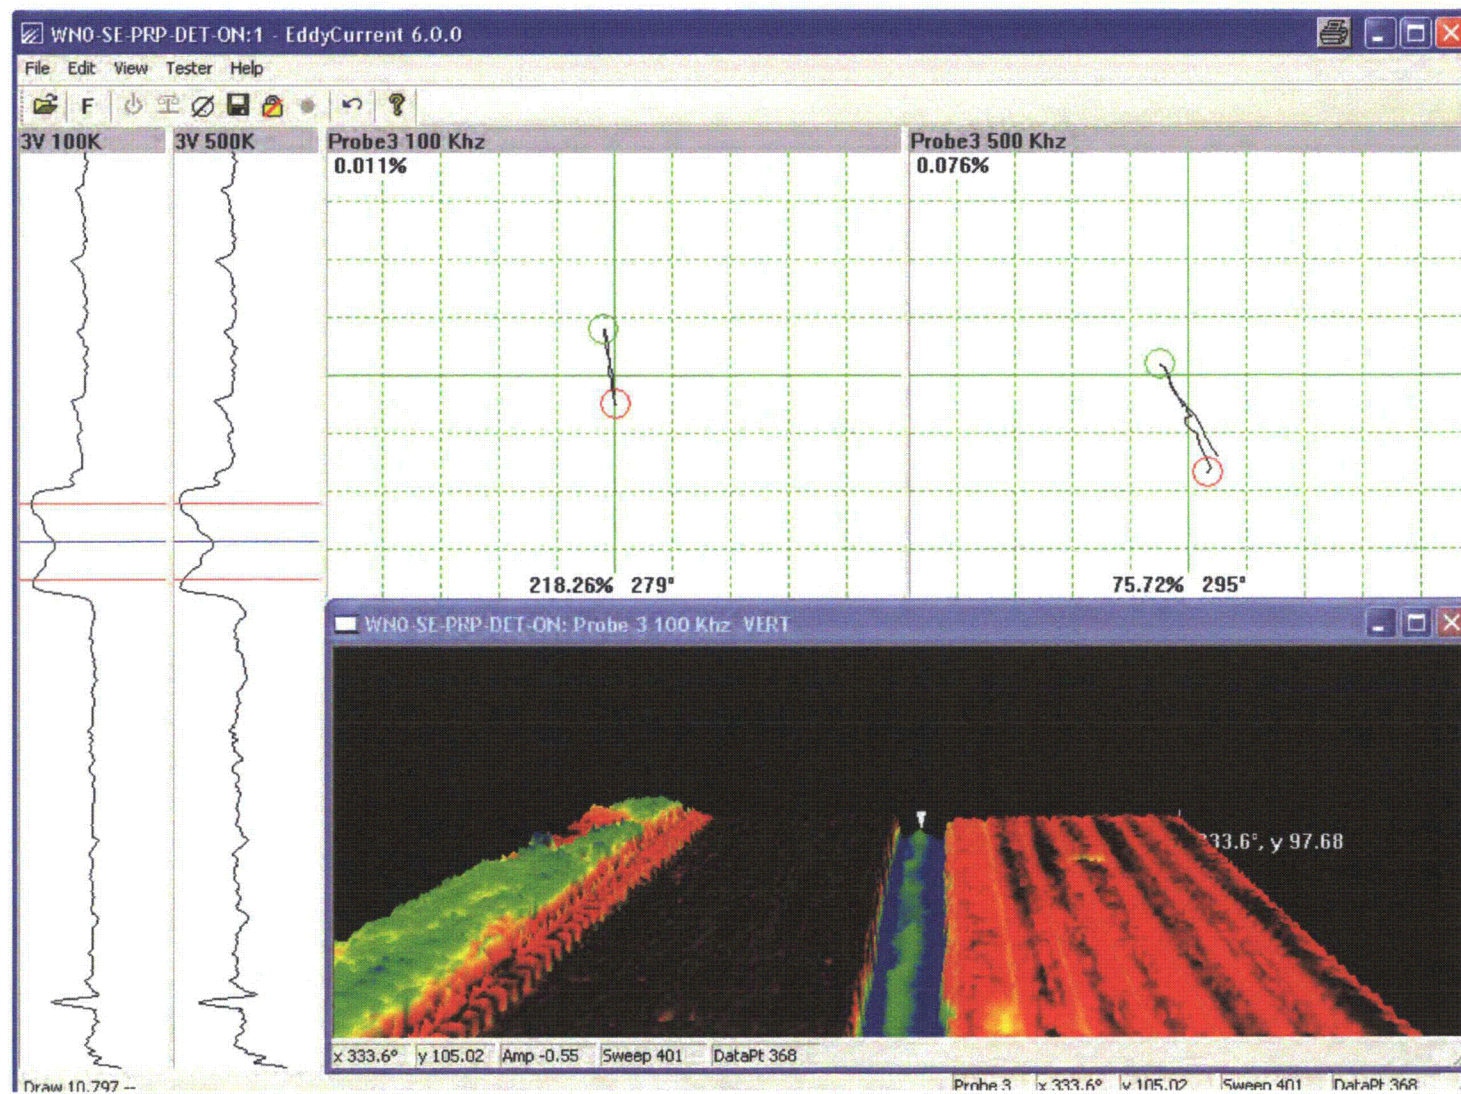 WNO-SE-PRP-DET-ON:1 - EddyCurrent 6.0.0
File Edit View Tester Help
F
3V 100K
3V 500K
Probe3 100 Khz
0.011%
Probe3 500 Khz
0.076%
218.26% 279°
75.72% 295°
WNO-SE-PRP-DET-ON: Probe 3 100 Khz VERT
33.6°, y 97.68
x 333.6° y 105.02 Amp -0.55 Sweep 401 DataPt 368
Draw 10.797 --
Probe 3 x 333.6° y 105.02 Sweep 401 DataPt 368